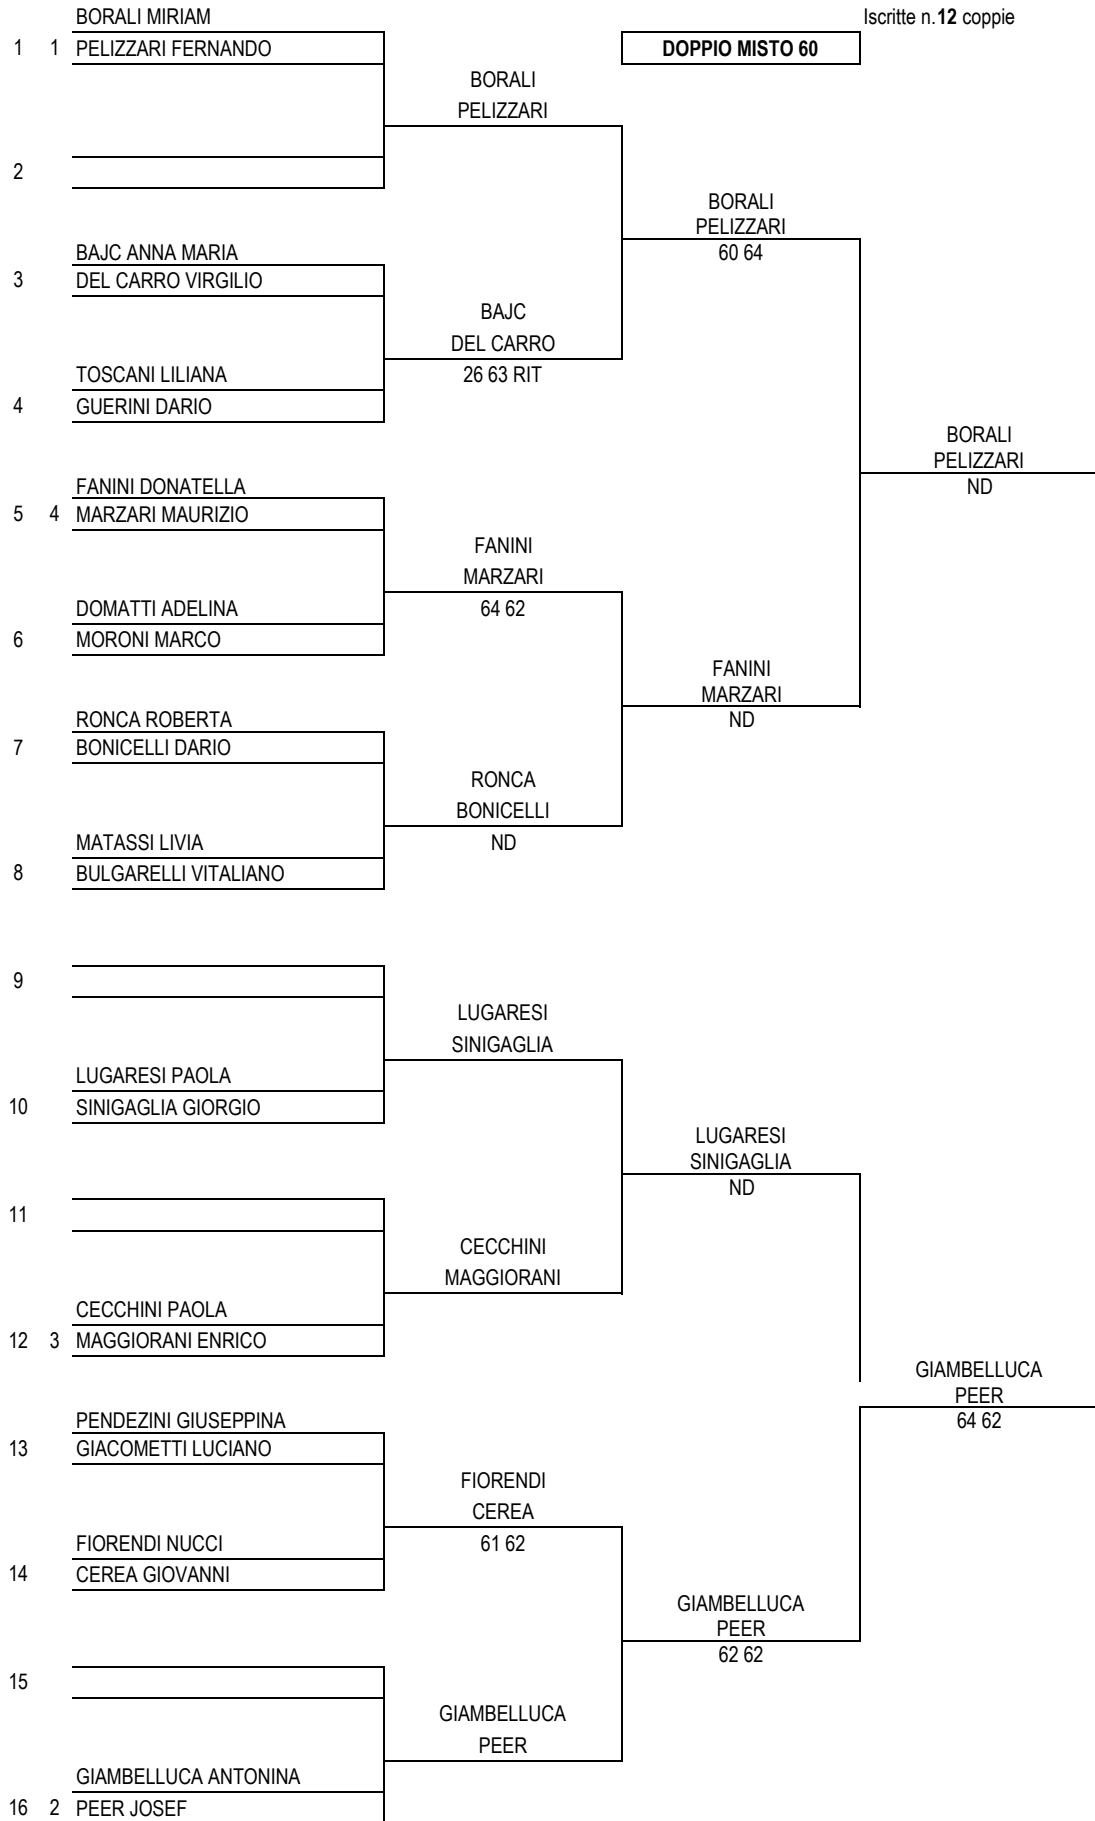 BORALI MIRIAM
Iscritte n.12 coppie
1 1 PELIZZARI FERNANDO
DOPPIO MISTO 60
BORALI
PELIZZARI
2
BORALI
PELIZZARI
60 64
BAJC ANNA MARIA
3 DEL CARRO VIRGILIO
BAJC
DEL CARRO
26 63 RIT
TOSCANI LILIANA
4 GUERINI DARIO
BORALI
PELIZZARI
ND
FANINI DONATELLA
5 4 MARZARI MAURIZIO
FANINI
MARZARI
64 62
DOMATTI ADELINA
6 MORONI MARCO
FANINI
MARZARI
ND
RONCA ROBERTA
7 BONICELLI DARIO
RONCA
BONICELLI
ND
MATASSI LIVIA
8 BULGARELLI VITALIANO
9
LUGARESI
SINIGAGLIA
LUGARESI PAOLA
10 SINIGAGLIA GIORGIO
LUGARESI
SINIGAGLIA
ND
11
CECCHINI
MAGGIORANI
CECCHINI PAOLA
12 3 MAGGIORANI ENRICO
GIAMBELLUCA
PEER
64 62
PENDEZINI GIUSEPPINA
13 GIACOMETTI LUCIANO
FIORENDI
CEREA
61 62
FIORENDI NUCCI
14 CEREA GIOVANNI
GIAMBELLUCA
PEER
62 62
15
GIAMBELLUCA
PEER
GIAMBELLUCA ANTONINA
16 2 PEER JOSEF